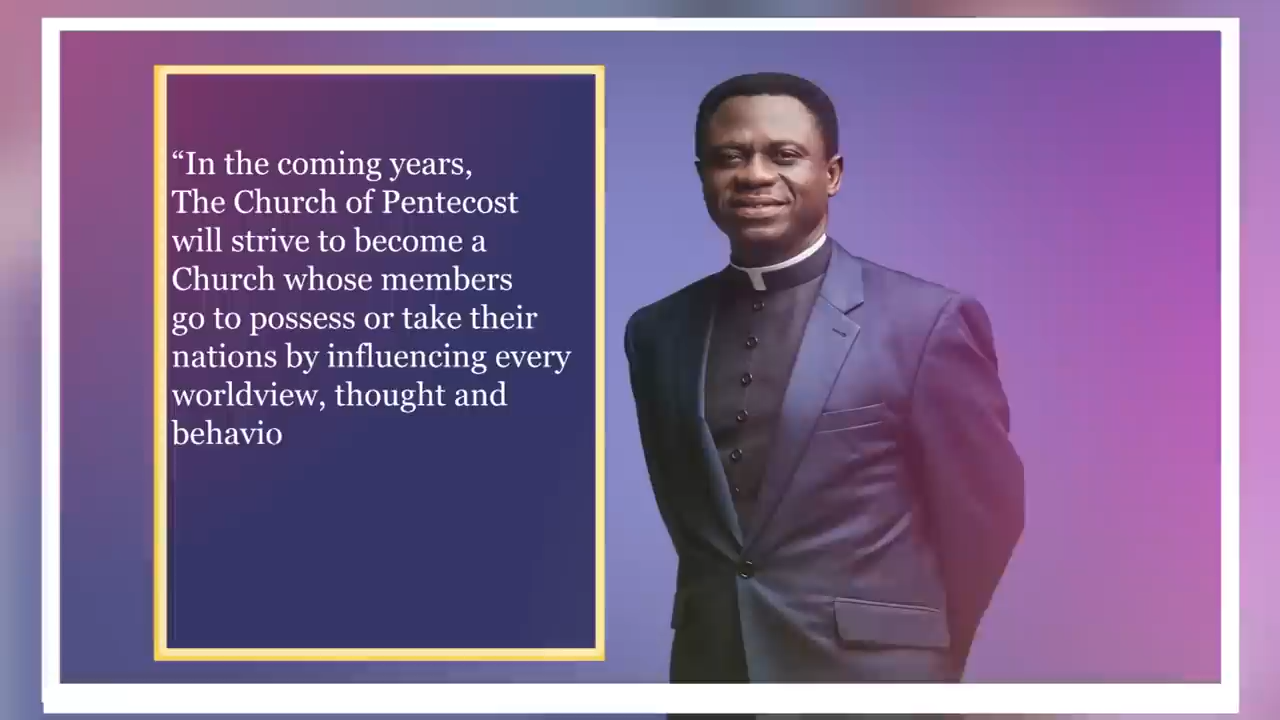 “In the coming years,
The Church of Pentecost
will strive to become a
Church whose members
go to possess or take their
nations by influencing every
worldview, thought and
behavio